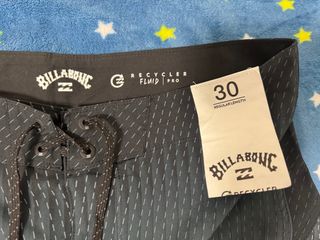 BILLABONG
RECYCLER
FLUID PRO
30
REGULAR LENGTH
BILLABONG
RECYCLER